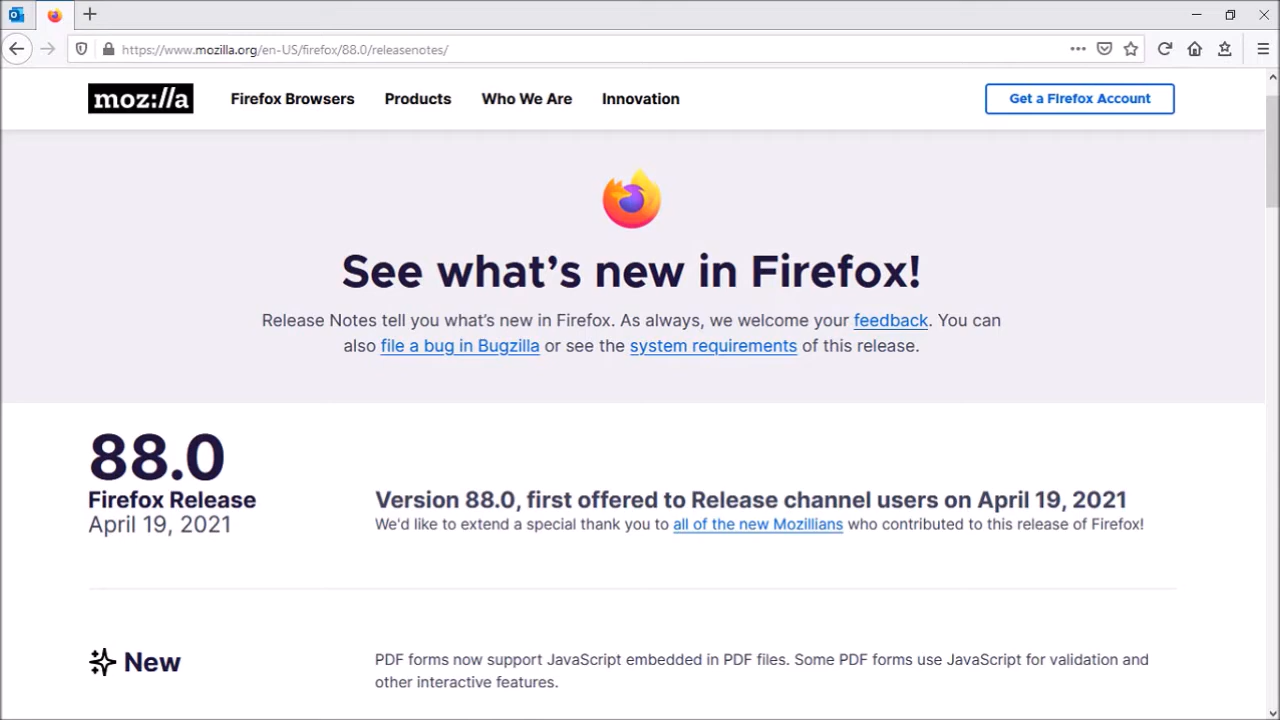 https://www.mozilla.org/en-US/firefox/88.0/releasenotes/
moz://a
Firefox Browsers
Products
Who We Are
Innovation
Get a Firefox Account
See what's new in Firefox!
Release Notes tell you what's new in Firefox. As always, we welcome your feedback. You can
also file a bug in Bugzilla or see the system requirements of this release.
88.0
Firefox Release
April 19, 2021
Version 88.0, first offered to Release channel users on April 19, 2021
We'd like to extend a special thank you to all of the new Mozillians who contributed to this release of Firefox!
New
PDF forms now support JavaScript embedded in PDF files. Some PDF forms use JavaScript for validation and
other interactive features.